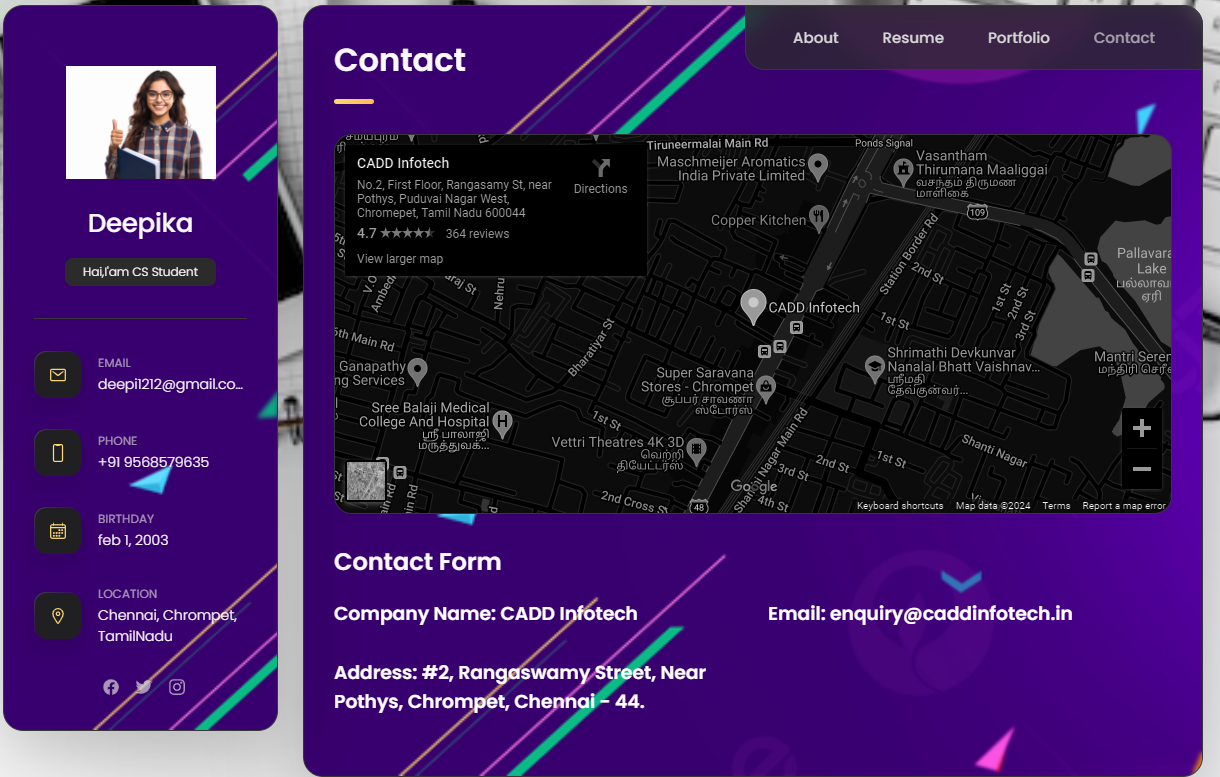 Deepika
Hai,I'am CS Student
EMAIL
deepi1212@gmail.co...
PHONE
+91 9568579635
BIRTHDAY
feb 1, 2003
LOCATION
Chennai, Chrompet,
TamilNadu
About
Resume
Portfolio
Contact
Contact
CADD Infotech
No.2, First Floor, Rangasamy St, near
Pothys, Puduvai Nagar West,
Chromepet, Tamil Nadu 600044
4.7
364 reviews
View larger map
Directions
Tiruneermalai Main Rd
Ponds Signal
Maschmeijer Aromatics
India Private Limited
Vasantham
Thirumana Maaliggai
வசந்தம் திருமண
மாளிகை
Copper Kitchen
109
Station Border Rd
2nd St
Pallavara
Lake
பல்லாவ
ஏரி
Nehru
CADD Infotech
1st St
2nd St
3rd St
1st St
5th Main Rd
Bharatiyar St
Ganapathy
ng Services
Shrimathi Devkunvar
Nanalal Bhatt Vaishnav...
ஸ்ரீமதி
தேவ்குன்வர்...
Mantri Seren
மந்திரி செரீ
Super Saravana
Stores - Chrompet
சூப்பர் சரவணா
ஸ்டோர்ஸ்
Sree Balaji Medical
College And Hospital
ஸ்ரீ பாலாஜி
மருத்துவக...
1st St
Vettri Theatres 4K 3D
வெற்றி
தியேட்டர்ஸ்
Shanti Nagar Main Rd
3rd St
2nd St
1st St
Shanti Nagar
2nd Cross St
48
4th St
Google
Keyboard shortcuts
Map data ©2024
Terms
Report a map error
Contact Form
Company Name: CADD Infotech
Email: enquiry@caddinfotech.in
Address: #2, Rangaswamy Street, Near
Pothys, Chrompet, Chennai - 44.